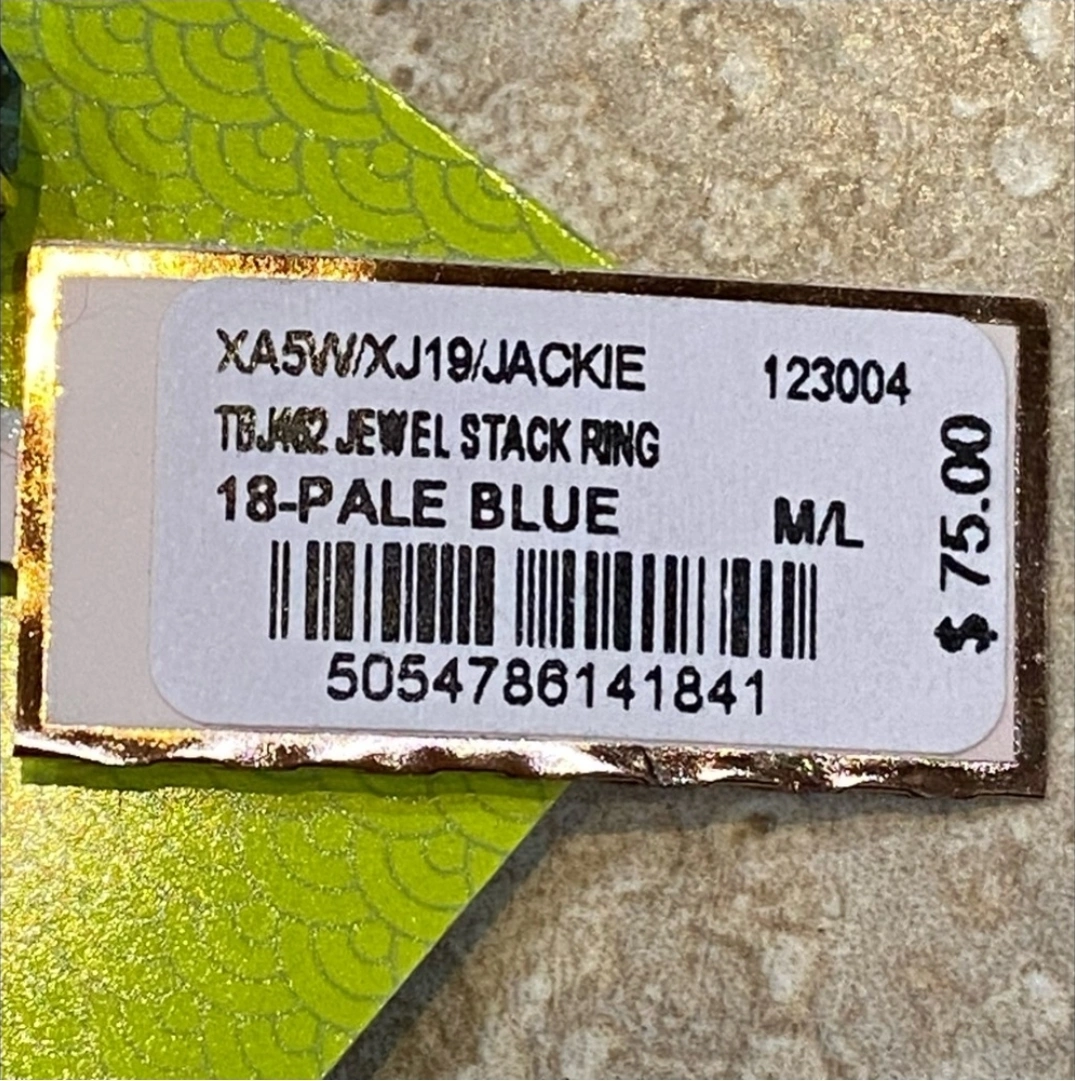 XA5W/XJ19/JACKIE 123004
TBJ462 JEWEL STACK RING
18-PALE BLUE M/L
5054786141841
$ 75.00